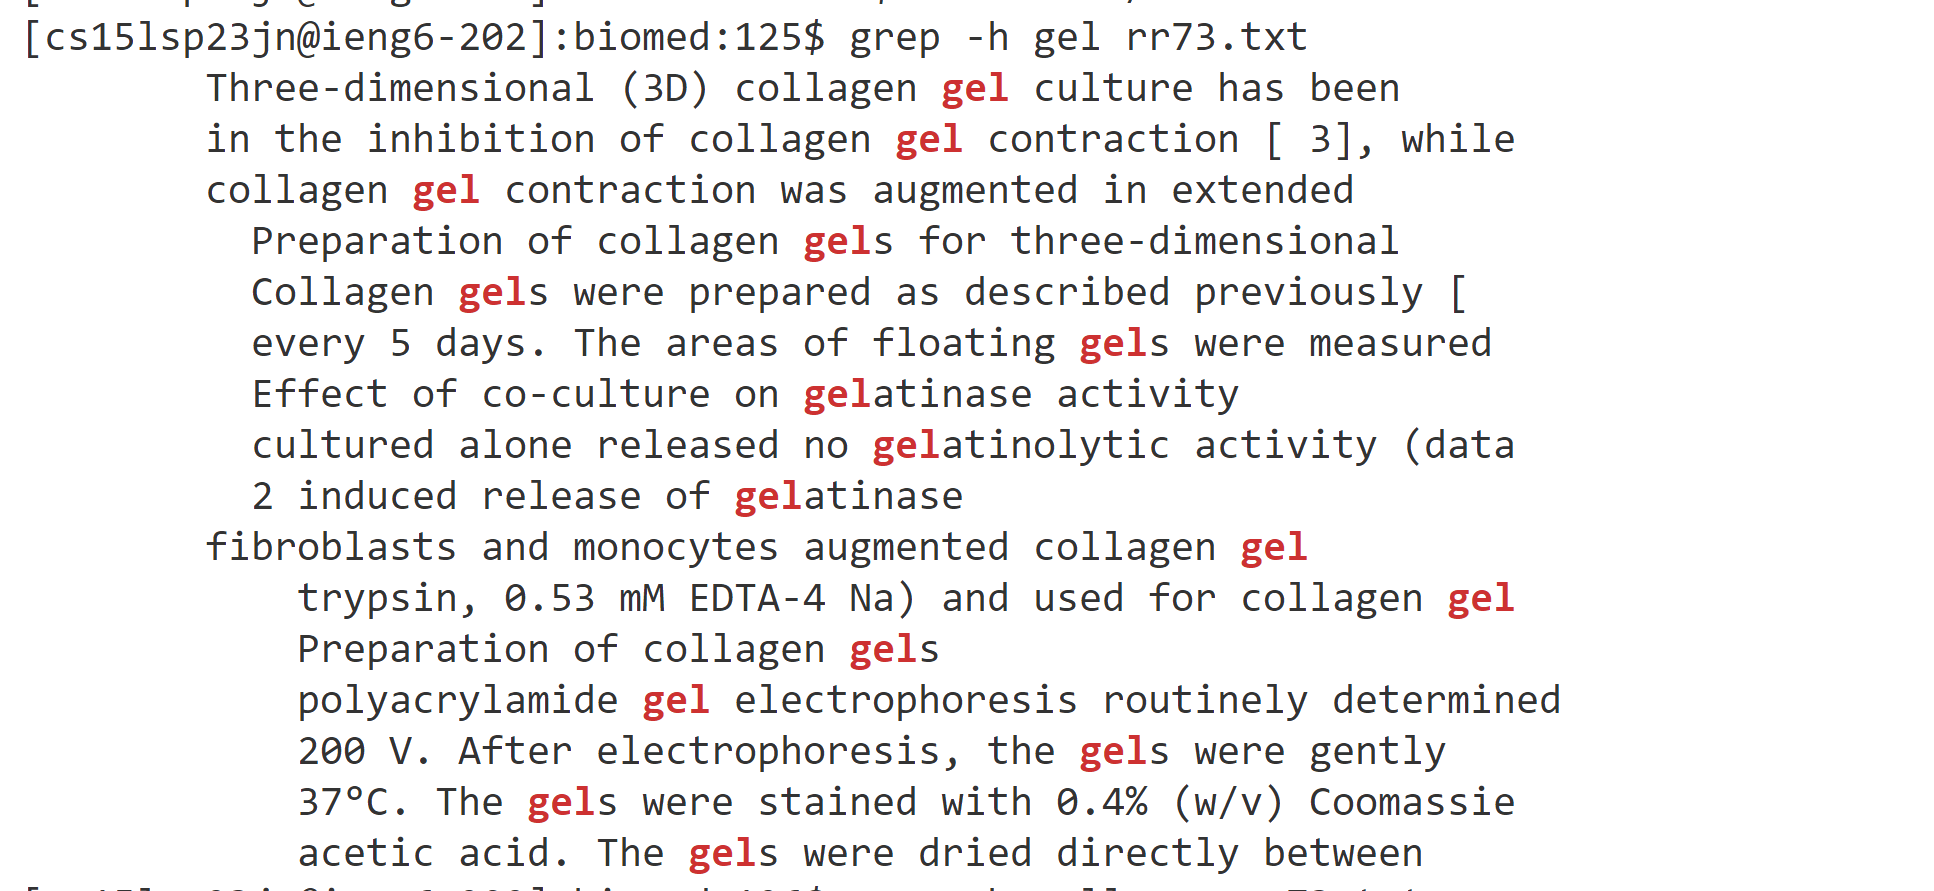 [cs15lsp23jn@ieng6-202]:biomed:125$ grep -h gel rr73.txt
Three-dimensional (3D) collagen gel culture has been
in the inhibition of collagen gel contraction [ 3], while
collagen gel contraction was augmented in extended
Preparation of collagen gels for three-dimensional
Collagen gels were prepared as described previously [
every 5 days. The areas of floating gels were measured
Effect of co-culture on gelatinase activity
cultured alone released no gelatinolytic activity (data
2 induced release of gelatinase
fibroblasts and monocytes augmented collagen gel
trypsin, 0.53 mM EDTA-4 Na) and used for collagen gel
Preparation of collagen gels
polyacrylamide gel electrophoresis routinely determined
200 V. After electrophoresis, the gels were gently
37°C. The gels were stained with 0.4% (w/v) Coomassie
acetic acid. The gels were dried directly between